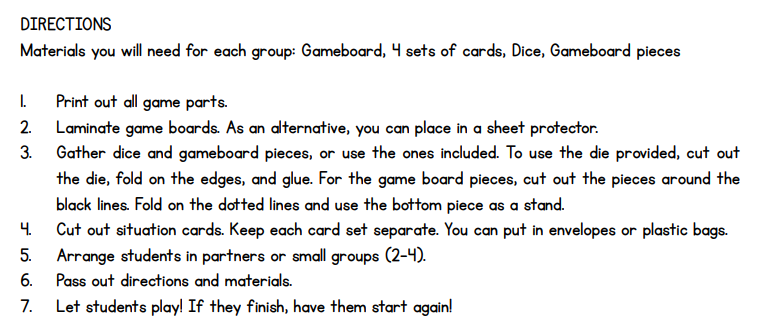 DIRECTIONS
Materials you will need for each group: Gameboard, 4 sets of cards, Dice, Gameboard pieces
1. Print out all game parts.
2. Laminate game boards. As an alternative, you can place in a sheet protector.
3. Gather dice and gameboard pieces, or use the ones included. To use the die provided, cut out
the die, fold on the edges, and glue. For the game board pieces, cut out the pieces around the
black lines. Fold on the dotted lines and use the bottom piece as a stand.
4. Cut out situation cards. Keep each card set separate. You can put in envelopes or plastic bags.
5. Arrange students in partners or small groups (2-4).
6. Pass out directions and materials.
7. Let students play! If they finish, have them start again!